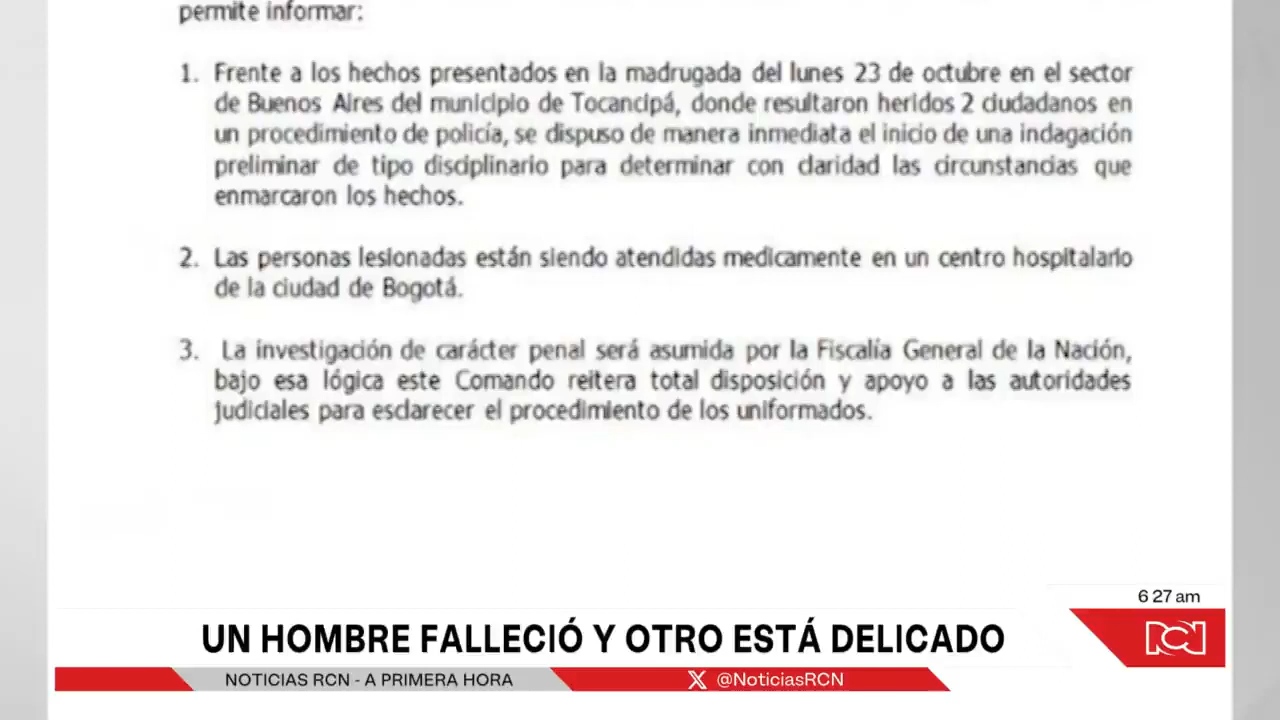 permite informar:
1. Frente a los hechos presentados en la madrugada del lunes 23 de octubre en el sector
de Buenos Aires del municipio de Tocancipá, donde resultaron heridos 2 ciudadanos en
un procedimiento de policía, se dispuso de manera inmediata el inicio de una indagación
preliminar de tipo disciplinario para determinar con claridad las circunstancias que
enmarcaron los hechos.
2. Las personas lesionadas están siendo atendidas medicamente en un centro hospitalario
de la ciudad de Bogotá.
3. La investigación de carácter penal será asumida por la Fiscalía General de la Nación,
bajo esa lógica este Comando reitera total disposición y apoyo a las autoridades
judiciales para esclarecer el procedimiento de los uniformados.
6 27 am
UN HOMBRE FALLECIÓ Y OTRO ESTÁ DELICADO
RCN
NOTICIAS RCN - A PRIMERA HORA
X @NoticiasRCN